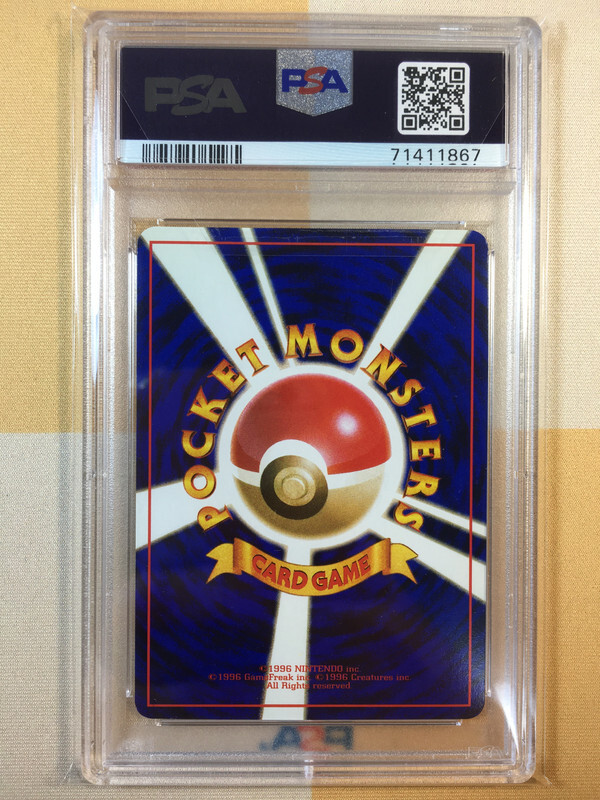 PSA
PSA
71411867
POCKET MONSTERS
CARD GAME
©1996 NINTENDO inc.
©1996 GameFreak inc. ©1996 Creatures inc.
All Rights reserved.
PSA